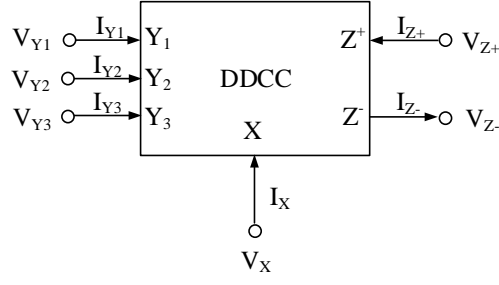 V_Y1 I_Y1 Y_1 Z^+ I_Z+ V_Z+
V_Y2 I_Y2 Y_2 DDCC
V_Y3 I_Y3 Y_3 X Z^- I_Z- V_Z-
I_X
V_X